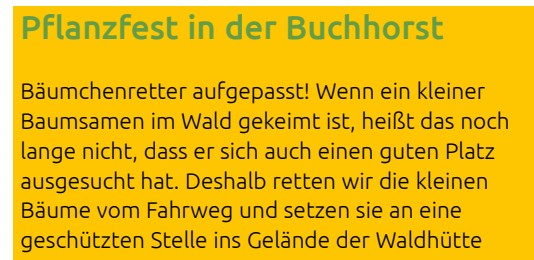 Pflanzfest in der Buchhorst
Bäumchenretter aufgepasst! Wenn ein kleiner
Baumsamen im Wald gekeimt ist, heißt das noch
lange nicht, dass er sich auch einen guten Platz
ausgesucht hat. Deshalb retten wir die kleinen
Bäume vom Fahrweg und setzen sie an eine
geschützten Stelle ins Gelände der Waldhütte